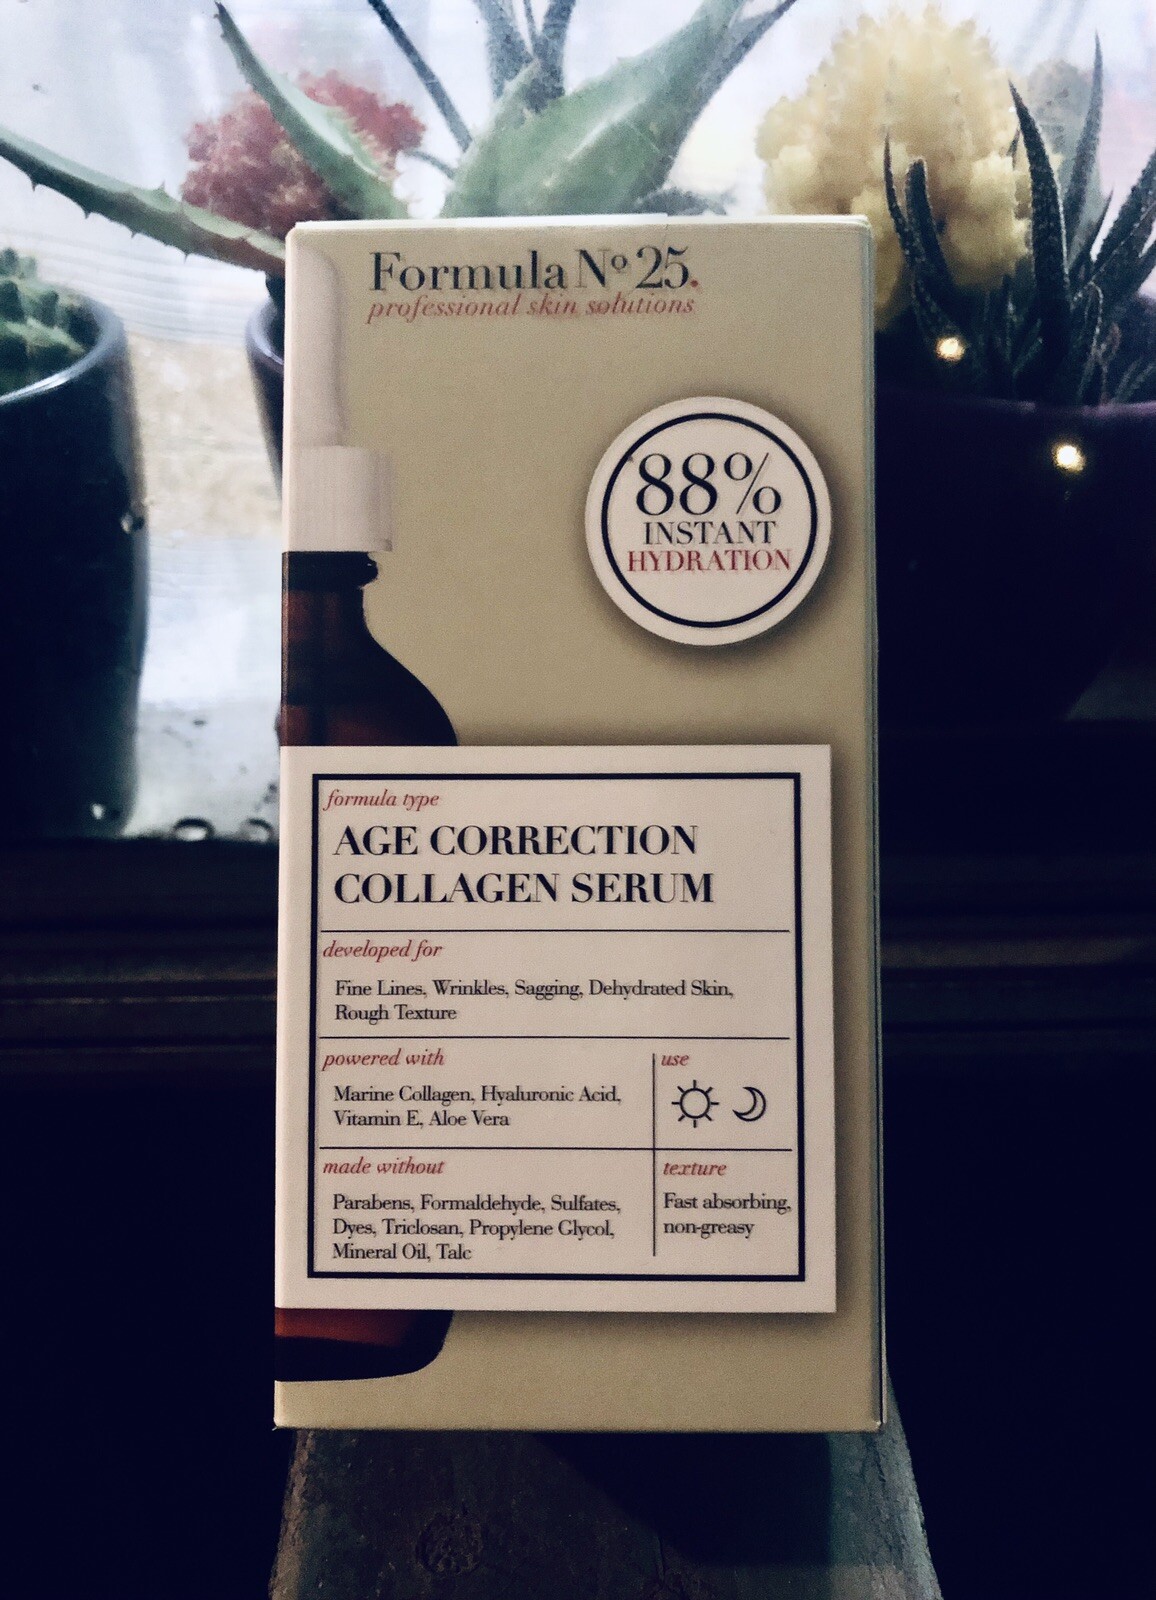 Formula Nº 25.
professional skin solutions
88%
INSTANT
HYDRATION
formula type
AGE CORRECTION
COLLAGEN SERUM
developed for
Fine Lines, Wrinkles, Sagging, Dehydrated Skin,
Rough Texture
powered with
Marine Collagen, Hyaluronic Acid,
Vitamin E, Aloe Vera
use
made without
Parabens, Formaldehyde, Sulfates,
Dyes, Triclosan, Propylene Glycol,
Mineral Oil, Talc
texture
Fast absorbing,
non-greasy